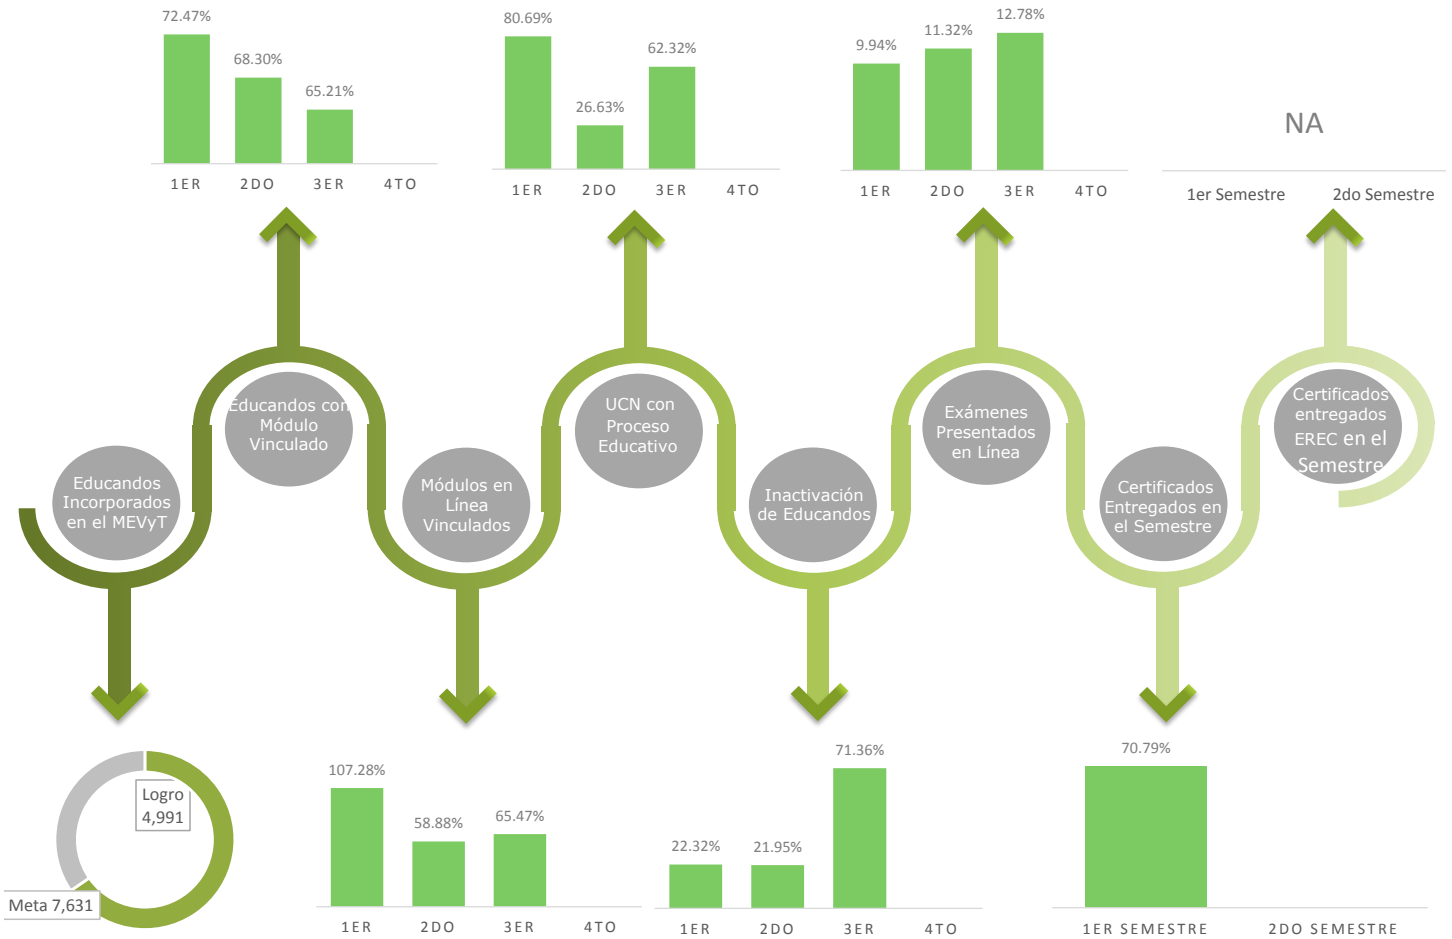 72.47%
68.30%
65.21%
1ER 2DO 3ER 4TO
80.69%
26.63%
62.32%
1ER 2DO 3ER 4TO
9.94%
11.32%
12.78%
1ER 2DO 3ER 4TO
NA
1er Semestre 2do Semestre
Educandos
Incorporados
en el MEVyT
Educandos con
Módulo
Vinculado
Módulos en
Línea
Vinculados
UCN con
Proceso
Educativo
Inactivación
de Educandos
Exámenes
Presentados
en Línea
Certificados
Entregados en
el Semestre
Certificados
entregados
EREC en el
Semestre
Logro
4,991
Meta 7,631
107.28%
58.88%
65.47%
1ER 2DO 3ER 4TO
22.32%
21.95%
71.36%
1ER 2DO 3ER 4TO
70.79%
1ER SEMESTRE 2DO SEMESTRE